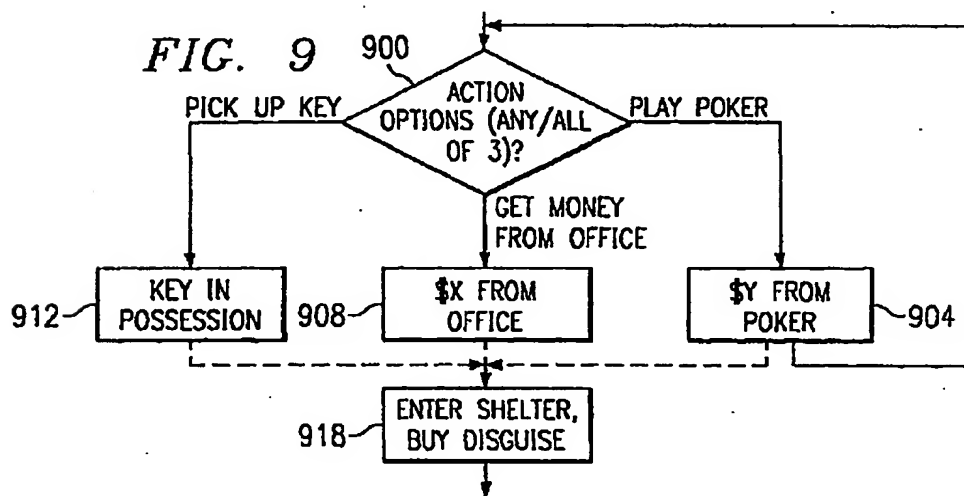 FIG. 9
900
ACTION
OPTIONS (ANY/ALL
OF 3)?
PICK UP KEY
PLAY POKER
GET MONEY
FROM OFFICE
912
KEY IN
POSSESSION
908
$X FROM
OFFICE
$Y FROM
POKER
904
918
ENTER SHELTER,
BUY DISGUISE